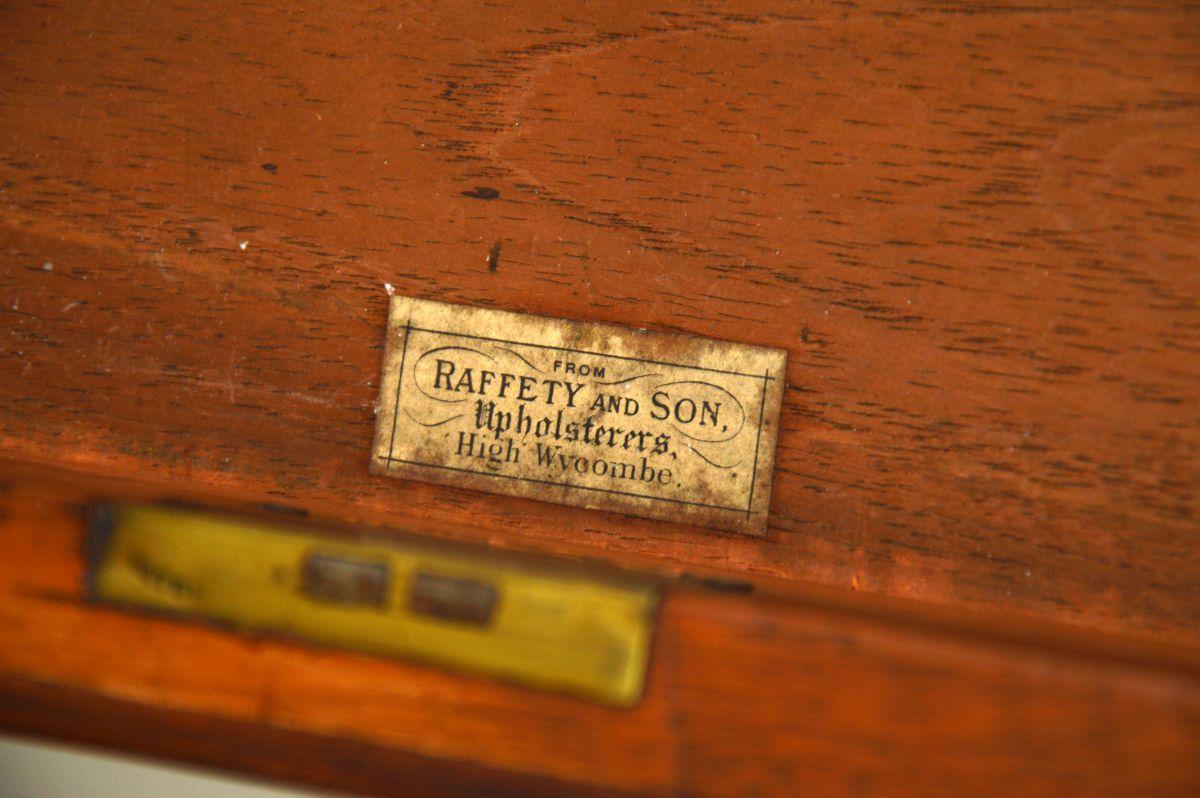 FROM
RAFFETY AND SON,
Upholsterers,
High Wycombe.